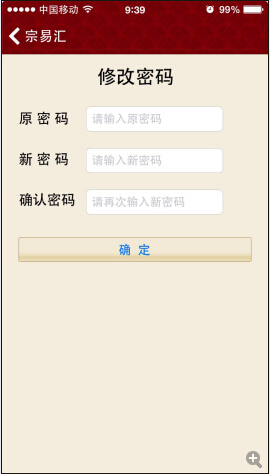 ●●●●● 中国移动 9:39 99%
宗易汇
修改密码
原 密 码 请输入原密码
新 密 码 请输入新密码
确认密码 请再次输入新密码
确 定